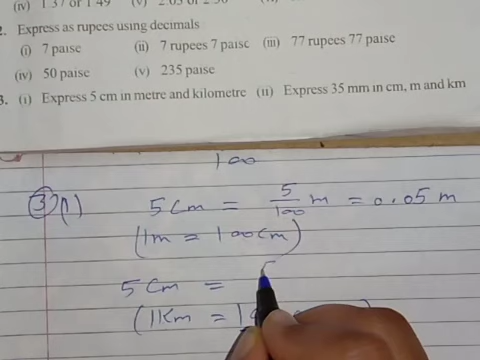 (iv) 1 37 or 1 49 (v) 2.03 or 2 30
2. Express as rupees using decimals
(i) 7 paise (ii) 7 rupees 7 paise (iii) 77 rupees 77 paise
(iv) 50 paise (v) 235 paise
3. (i) Express 5 cm in metre and kilometre (ii) Express 35 mm in cm, m and km
100
③(i) 5 cm = 5/100 m = 0.05 m
(1m = 100cm)
5 cm =
(1Km = 1